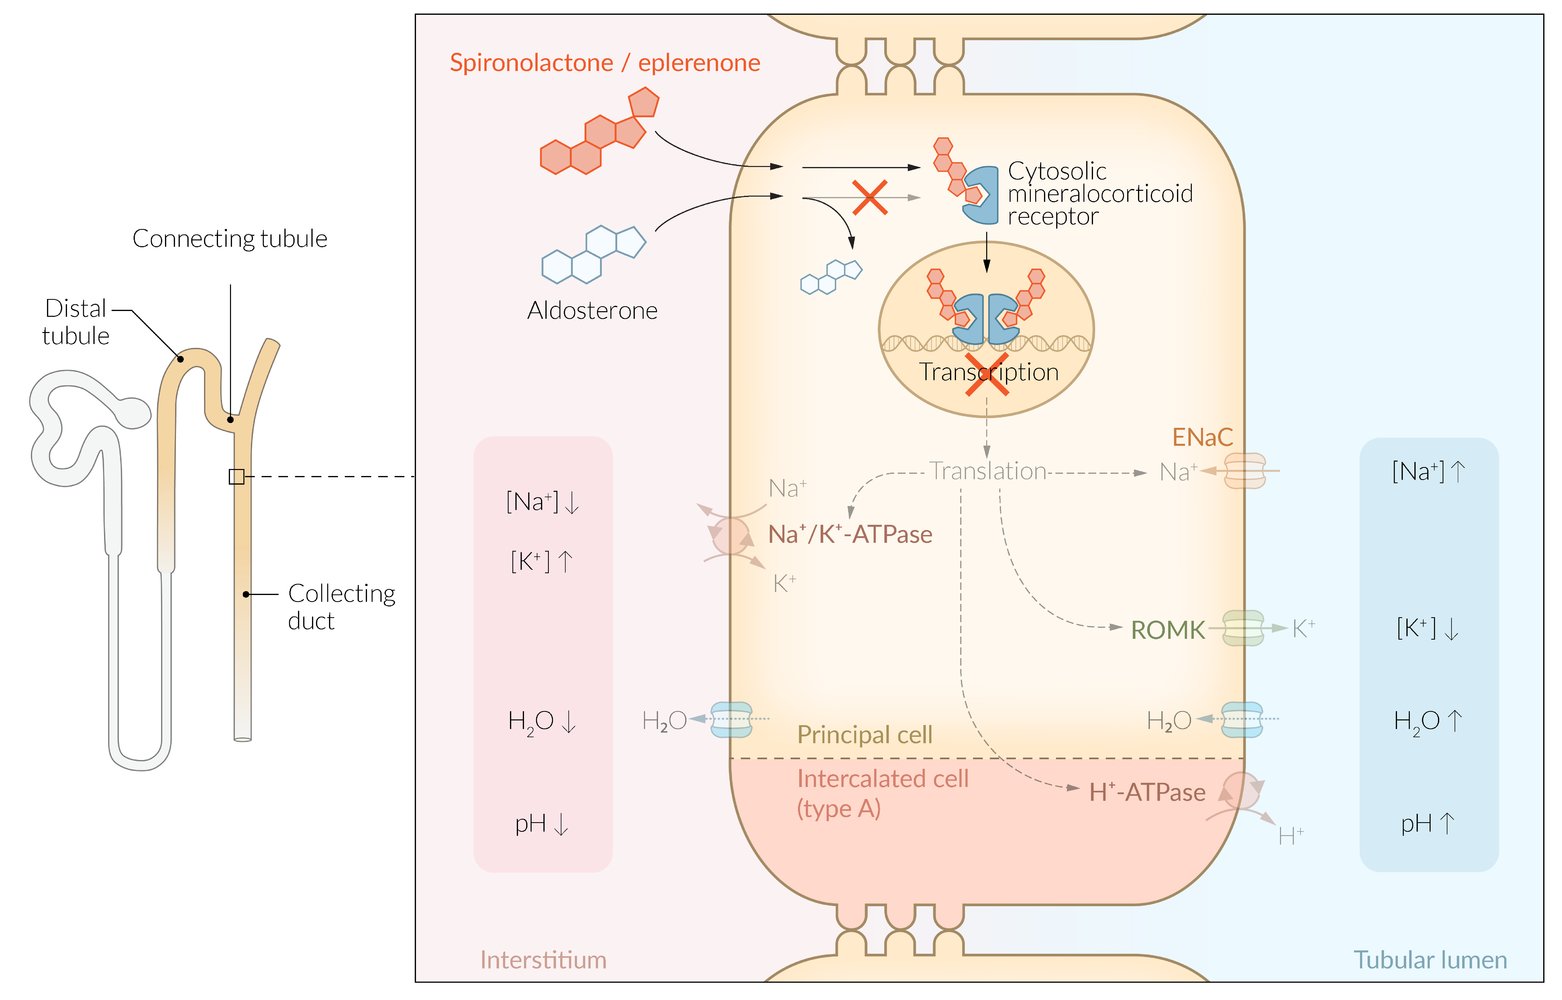 Spironolactone / eplerenone
Cytosolic
mineralocorticoid
receptor
Connecting tubule
Distal
tubule
Aldosterone
Transcription
ENaC
Translation
Na⁺
[Na⁺]↑
Na⁺
[Na⁺]↓
Na⁺/K⁺-ATPase
[K⁺]↑
K⁺
Collecting
duct
ROMK
K⁺
[K⁺]↓
H₂O↓
H₂O
H₂O
H₂O↑
Principal cell
Intercalated cell
(type A)
H⁺-ATPase
pH↓
H⁺
pH↑
Interstitium
Tubular lumen